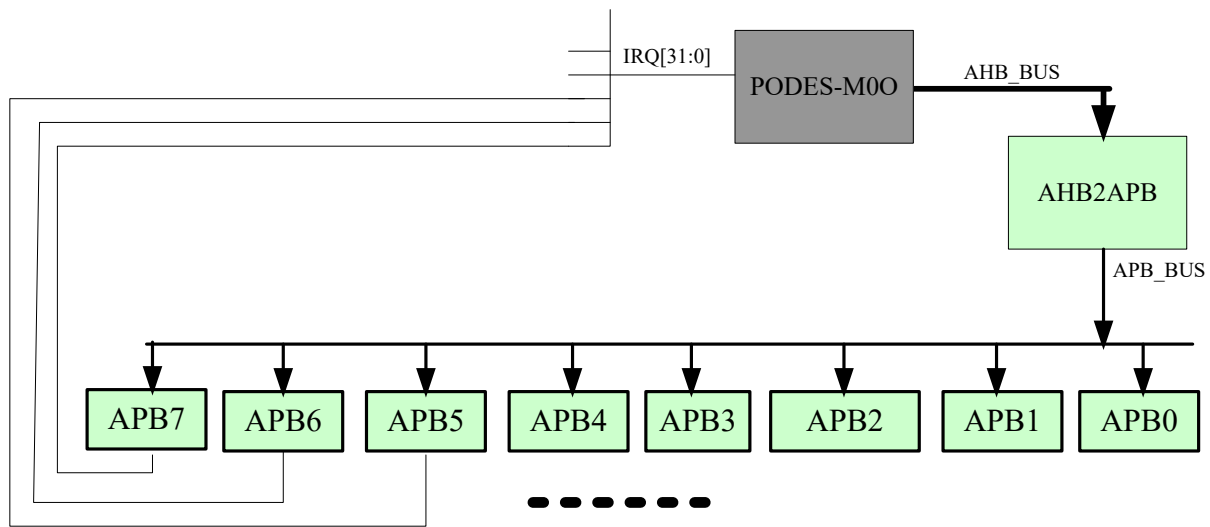 IRQ[31:0]
PODES-M0O
AHB_BUS
AHB2APB
APB_BUS
APB7
APB6
APB5
APB4
APB3
APB2
APB1
APB0